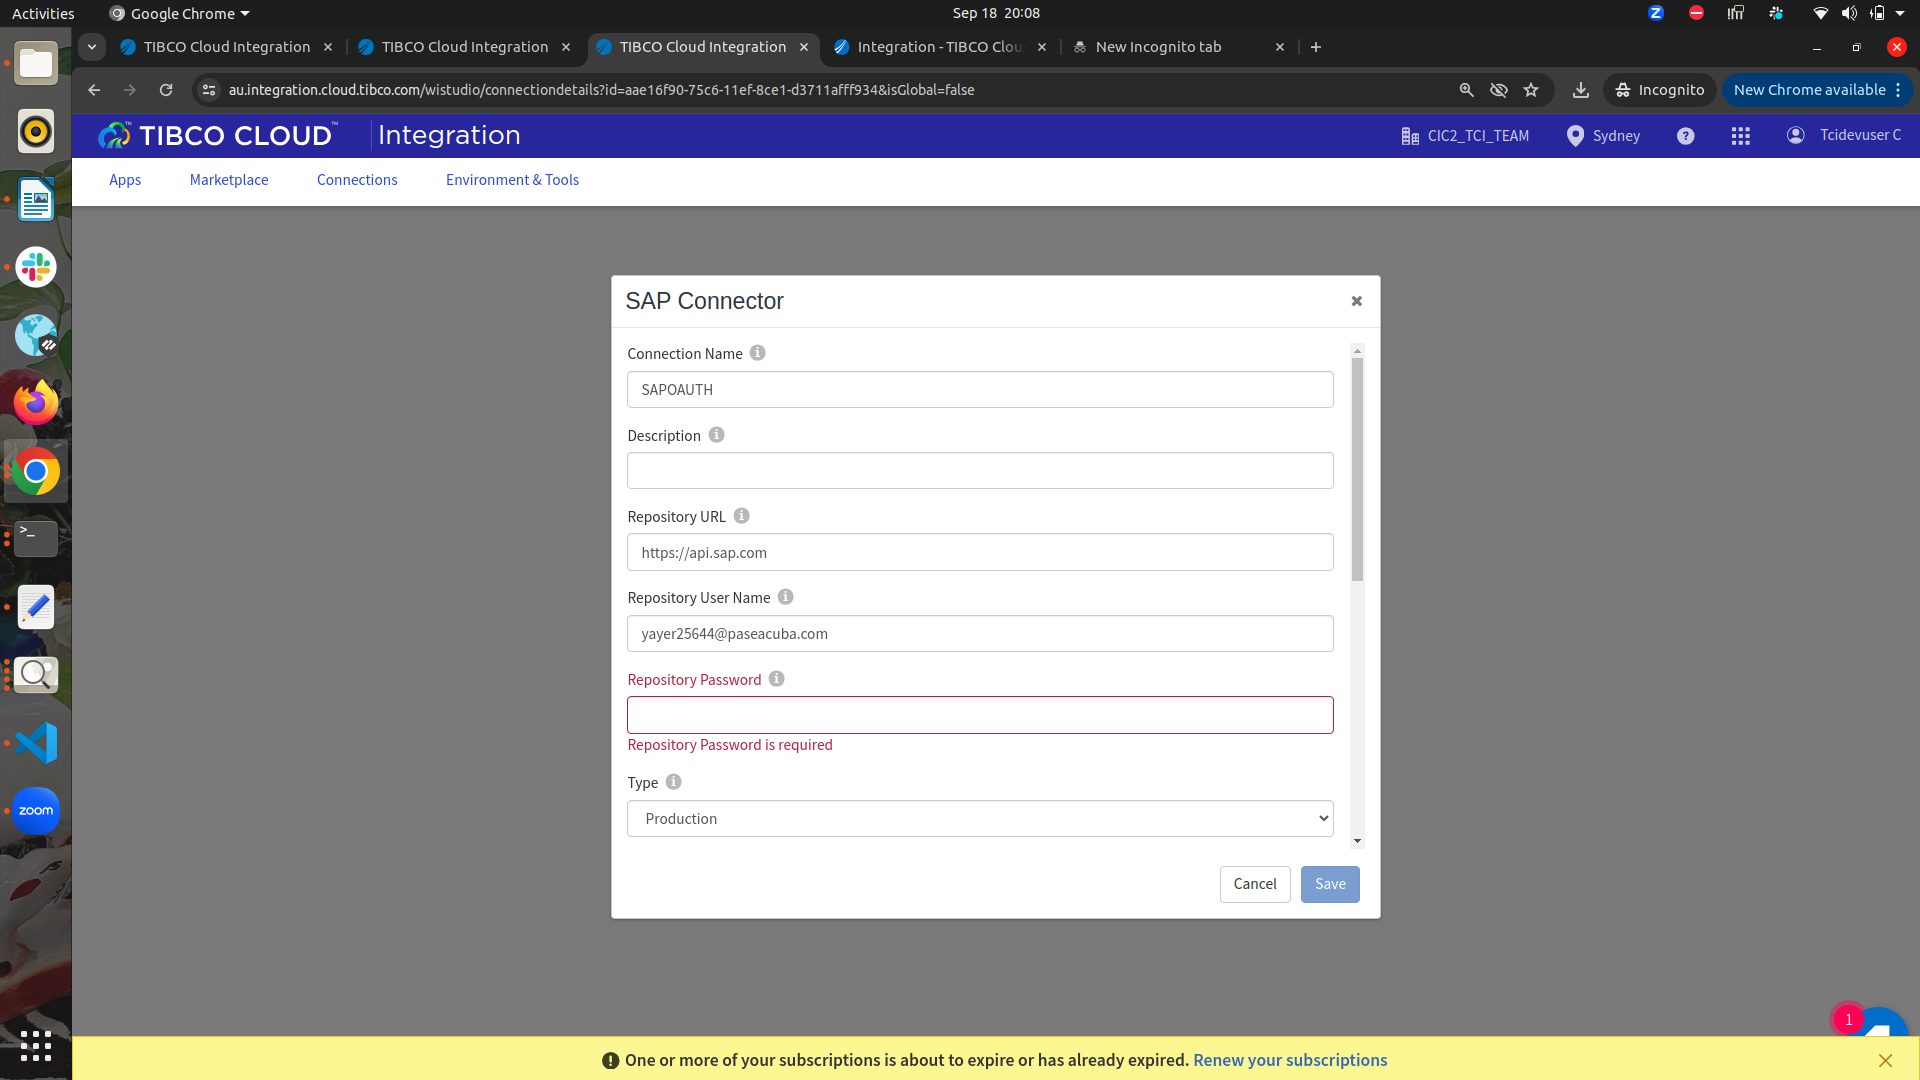 Activities
Google Chrome
Sep 18 20:08
TIBCO Cloud Integration
TIBCO Cloud Integration
TIBCO Cloud Integration
Integration - TIBCO Clou
New Incognito tab
au.integration.cloud.tibco.com/wistudio/connectiondetails?id=aae16f90-75c6-11ef-8ce1-d3711afff934&isGlobal=false
Incognito
New Chrome available
TIBCO CLOUD™ Integration
CIC2_TCI_TEAM
Sydney
Tcidevuser C
Apps
Marketplace
Connections
Environment & Tools
SAP Connector
Connection Name
SAPOAUTH
Description
Repository URL
https://api.sap.com
Repository User Name
yayer25644@paseacuba.com
Repository Password
Repository Password is required
Type
Production
Cancel
Save
zoom
1
One or more of your subscriptions is about to expire or has already expired. Renew your subscriptions